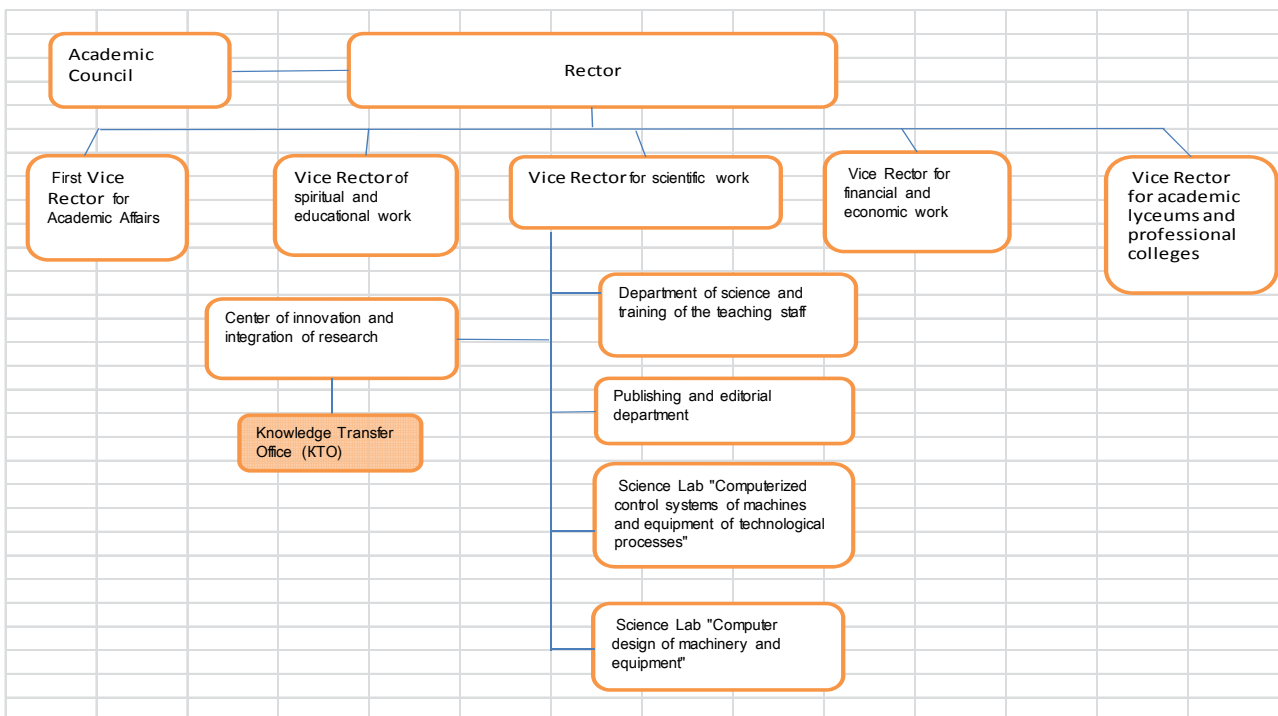 Academic
Council
Rector
First Vice
Rector for
Academic Affairs
Vice Rector of
spiritual and
educational work
Vice Rector for scientific work
Vice Rector for
financial and
economic work
Vice Rector
for academic
lyceums and
professional
colleges
Department of science and
training of the teaching staff
Center of innovation and
integration of research
Publishing and editorial
department
Knowledge Transfer
Office (KTO)
Science Lab "Computerized
control systems of machines
and equipment of technological
processes"
Science Lab "Computer
design of machinery and
equipment"